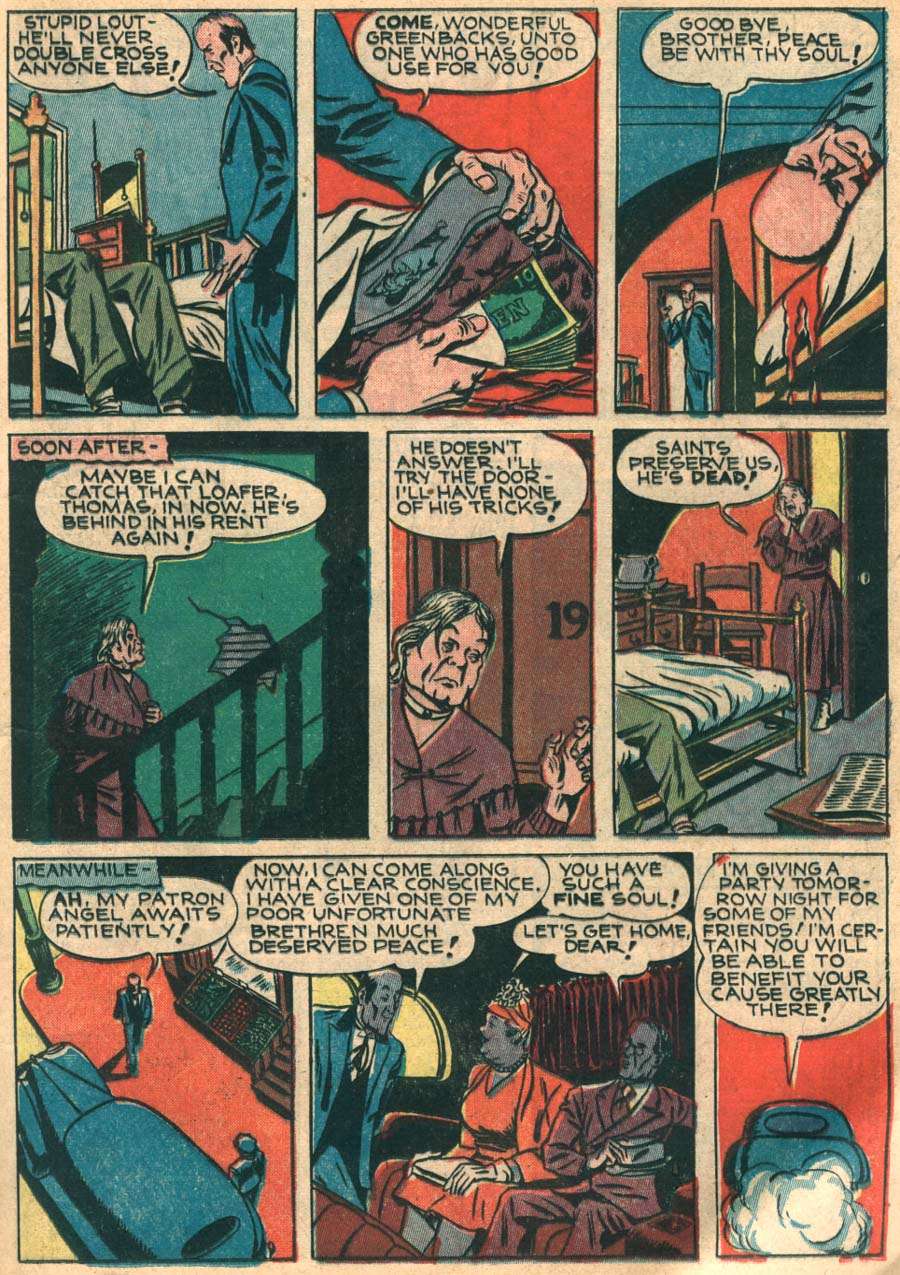 STUPID LOUT-
HE'LL NEVER
DOUBLE CROSS
ANYONE ELSE!
COME, WONDERFUL
GREENBACKS, UNTO
ONE WHO HAS GOOD
USE FOR YOU!
TEN
GOOD BYE,
BROTHER, PEACE
BE WITH THY SOUL!
SOON AFTER-
MAYBE I CAN
CATCH THAT LOAFER,
THOMAS, IN NOW. HE'S
BEHIND IN HIS RENT
AGAIN!
HE DOESN'T
ANSWER. I'LL
TRY THE DOOR-
I'LL HAVE NONE
OF HIS TRICKS!
19
SAINTS
PRESERVE US,
HE'S DEAD!
MEANWHILE-
AH, MY PATRON
ANGEL AWAITS
PATIENTLY!
NOW, I CAN COME ALONG
WITH A CLEAR CONSCIENCE.
I HAVE GIVEN ONE OF MY
POOR UNFORTUNATE
BRETHREN MUCH
DESERVED PEACE!
YOU HAVE
SUCH A
FINE SOUL!
LET'S GET HOME,
DEAR!
I'M GIVING A
PARTY TOMOR-
ROW NIGHT FOR
SOME OF MY
FRIENDS! I'M CER-
TAIN YOU WILL
BE ABLE TO
BENEFIT YOUR
CAUSE GREATLY
THERE!